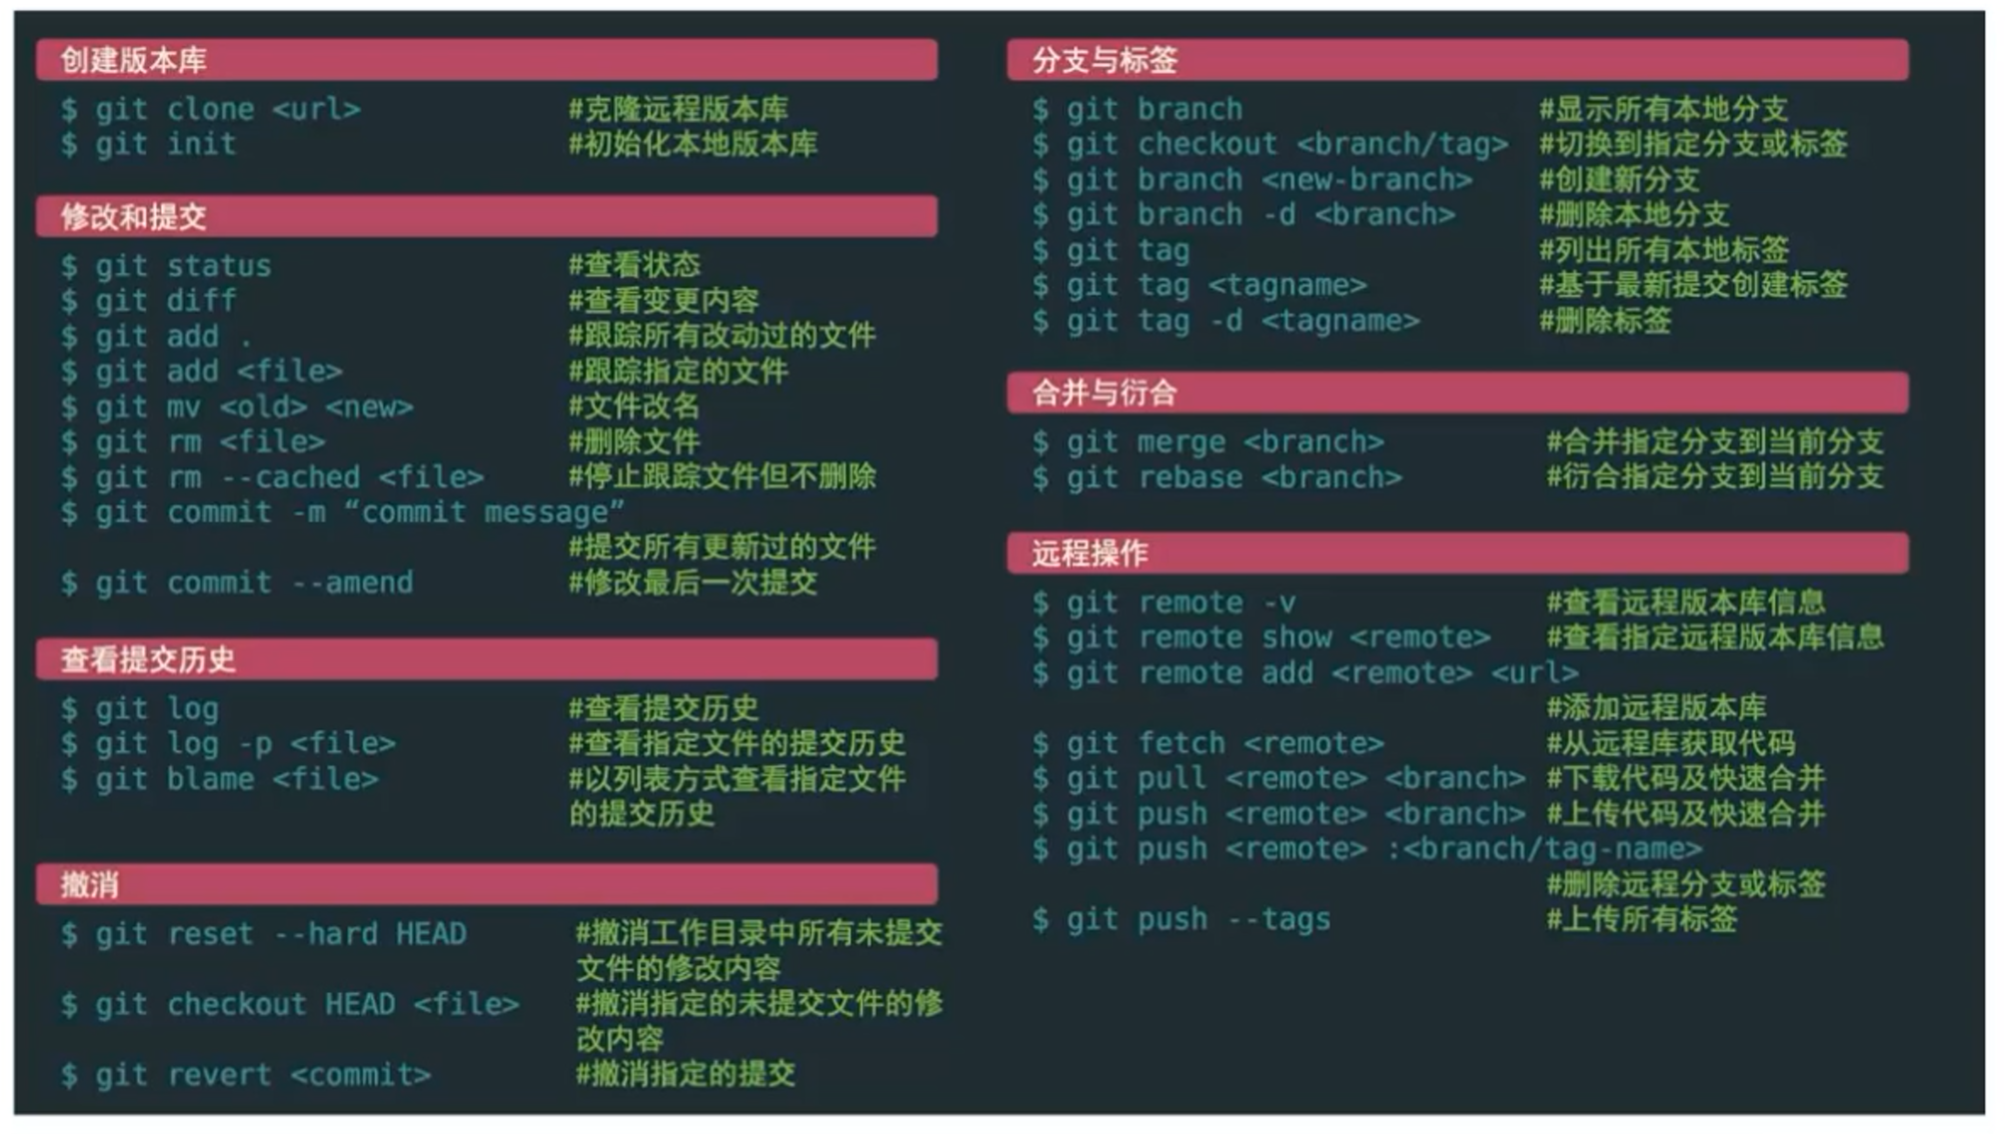 创建版本库
$ git clone <url> #克隆远程版本库
$ git init #初始化本地版本库
修改和提交
$ git status #查看状态
$ git diff #查看变更内容
$ git add . #跟踪所有改动过的文件
$ git add <file> #跟踪指定的文件
$ git mv <old> <new> #文件改名
$ git rm <file> #删除文件
$ git rm --cached <file> #停止跟踪文件但不删除
$ git commit -m “commit message”
#提交所有更新过的文件
$ git commit --amend #修改最后一次提交
查看提交历史
$ git log #查看提交历史
$ git log -p <file> #查看指定文件的提交历史
$ git blame <file> #以列表方式查看指定文件
的提交历史
撤消
$ git reset --hard HEAD #撤消工作目录中所有未提交
文件的修改内容
$ git checkout HEAD <file> #撤消指定的未提交文件的修
改内容
$ git revert <commit> #撤消指定的提交
分支与标签
$ git branch #显示所有本地分支
$ git checkout <branch/tag> #切换到指定分支或标签
$ git branch <new-branch> #创建新分支
$ git branch -d <branch> #删除本地分支
$ git tag #列出所有本地标签
$ git tag <tagname> #基于最新提交创建标签
$ git tag -d <tagname> #删除标签
合并与衍合
$ git merge <branch> #合并指定分支到当前分支
$ git rebase <branch> #衍合指定分支到当前分支
远程操作
$ git remote -v #查看远程版本库信息
$ git remote show <remote> #查看指定远程版本库信息
$ git remote add <remote> <url>
#添加远程版本库
$ git fetch <remote> #从远程库获取代码
$ git pull <remote> <branch> #下载代码及快速合并
$ git push <remote> <branch> #上传代码及快速合并
$ git push <remote> :<branch/tag-name>
#删除远程分支或标签
$ git push --tags #上传所有标签